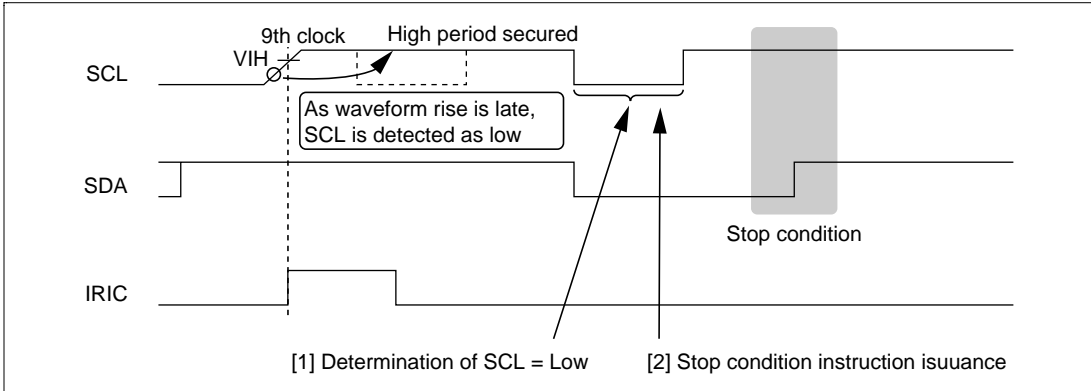 9th clock
High period secured
VIH
SCL
As waveform rise is late,
SCL is detected as low
SDA
Stop condition
IRIC
[1] Determination of SCL = Low
[2] Stop condition instruction isuuance